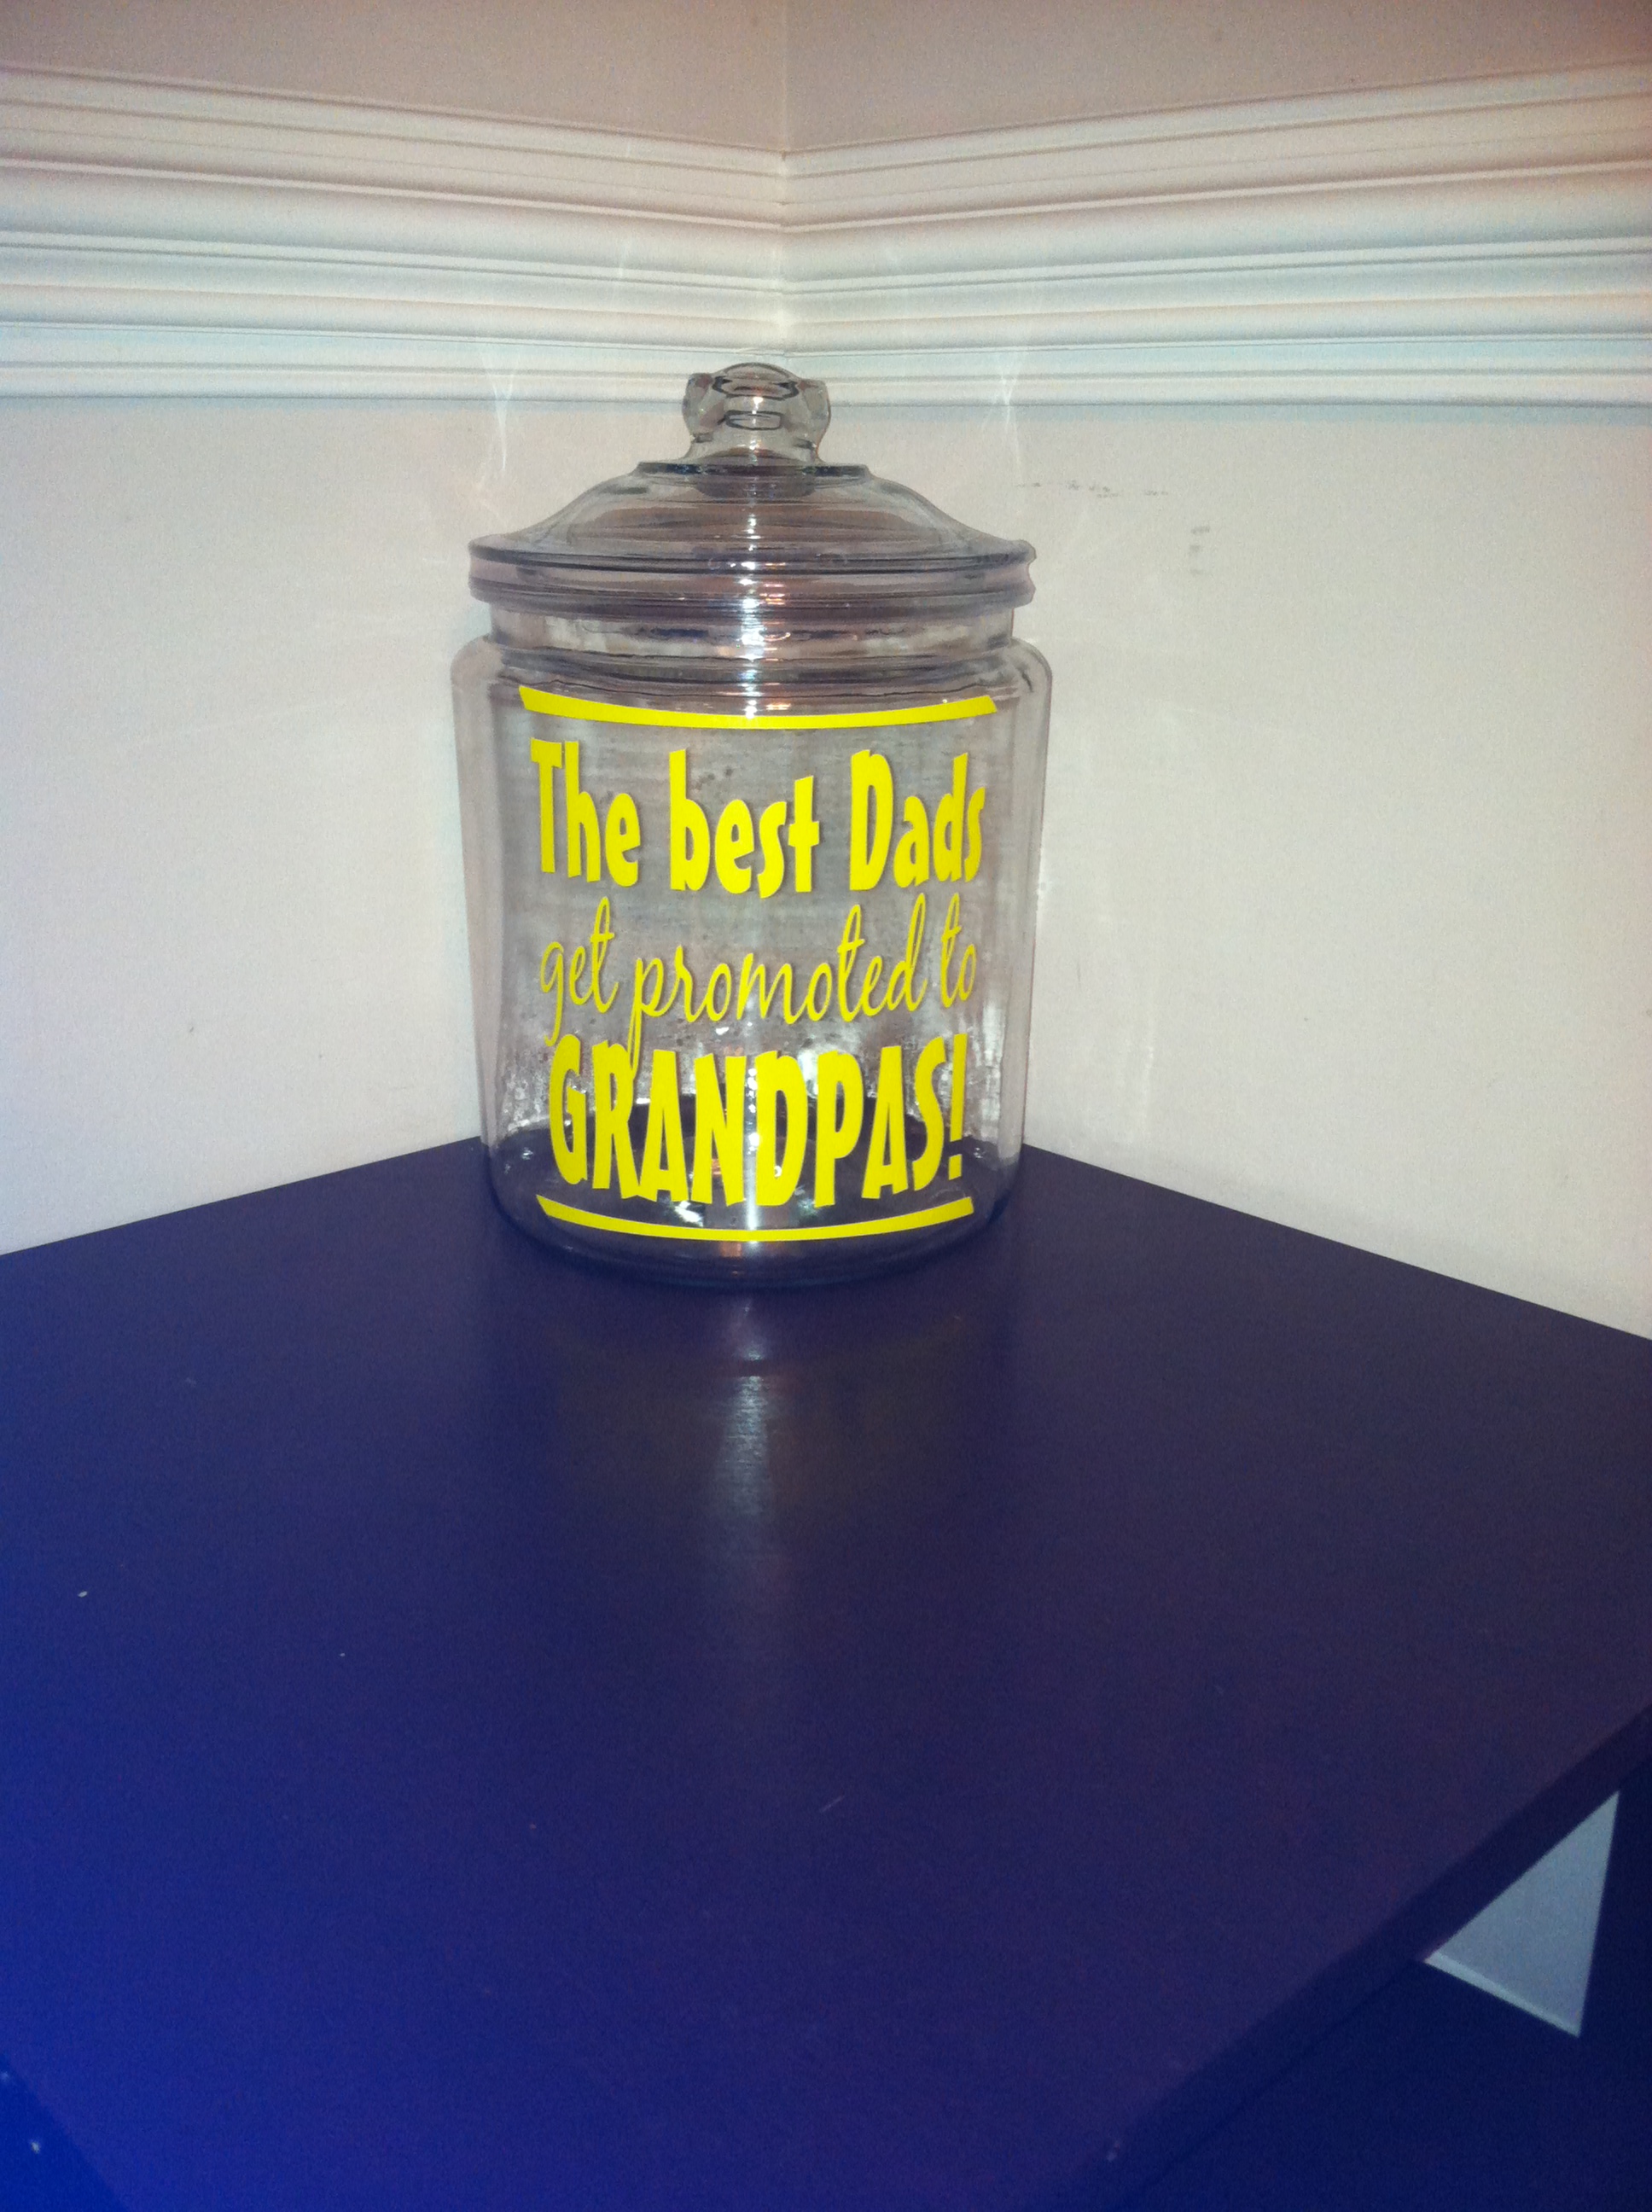 The best Dads
get promoted to
GRANDPAS!